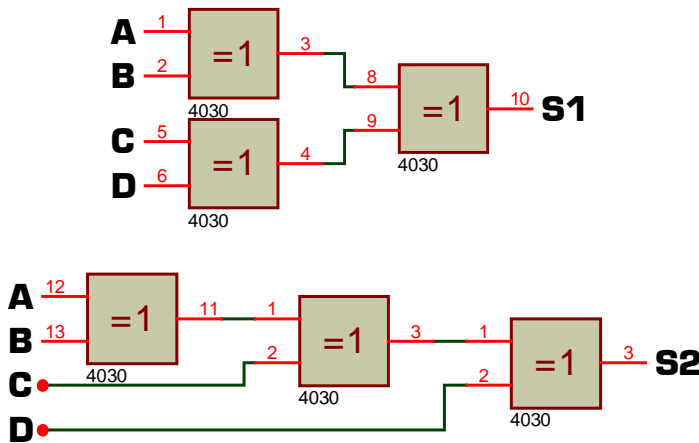 A 1 =1 3
B 2
4030
8 =1 10 S1
9
4030
C 5 =1 4
D 6
4030
A 12 =1 11
B 13
4030
1 =1 3
C 2
4030
1 =1 3 S2
D 2
4030